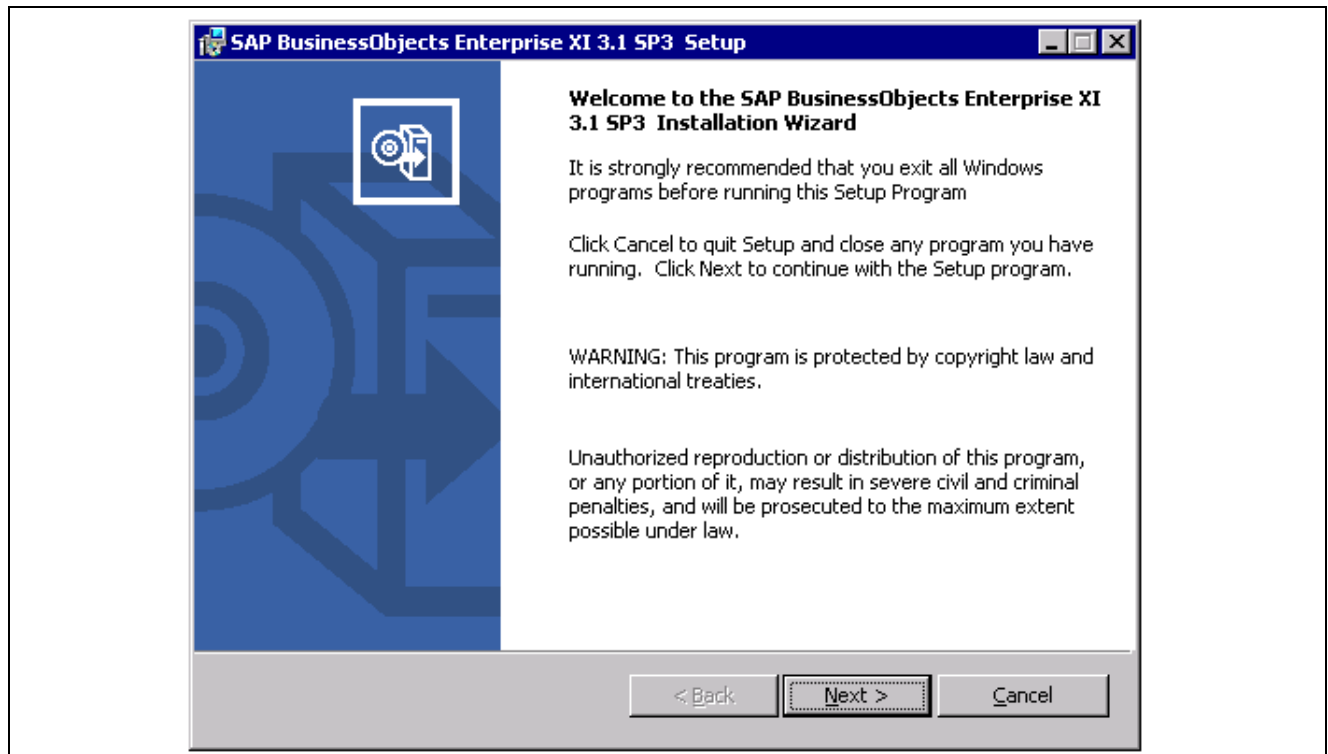 SAP BusinessObjects Enterprise XI 3.1 SP3 Setup
Welcome to the SAP BusinessObjects Enterprise XI
3.1 SP3 Installation Wizard
It is strongly recommended that you exit all Windows
programs before running this Setup Program
Click Cancel to quit Setup and close any program you have
running. Click Next to continue with the Setup program.
WARNING: This program is protected by copyright law and
international treaties.
Unauthorized reproduction or distribution of this program,
or any portion of it, may result in severe civil and criminal
penalties, and will be prosecuted to the maximum extent
possible under law.
< Back Next > Cancel